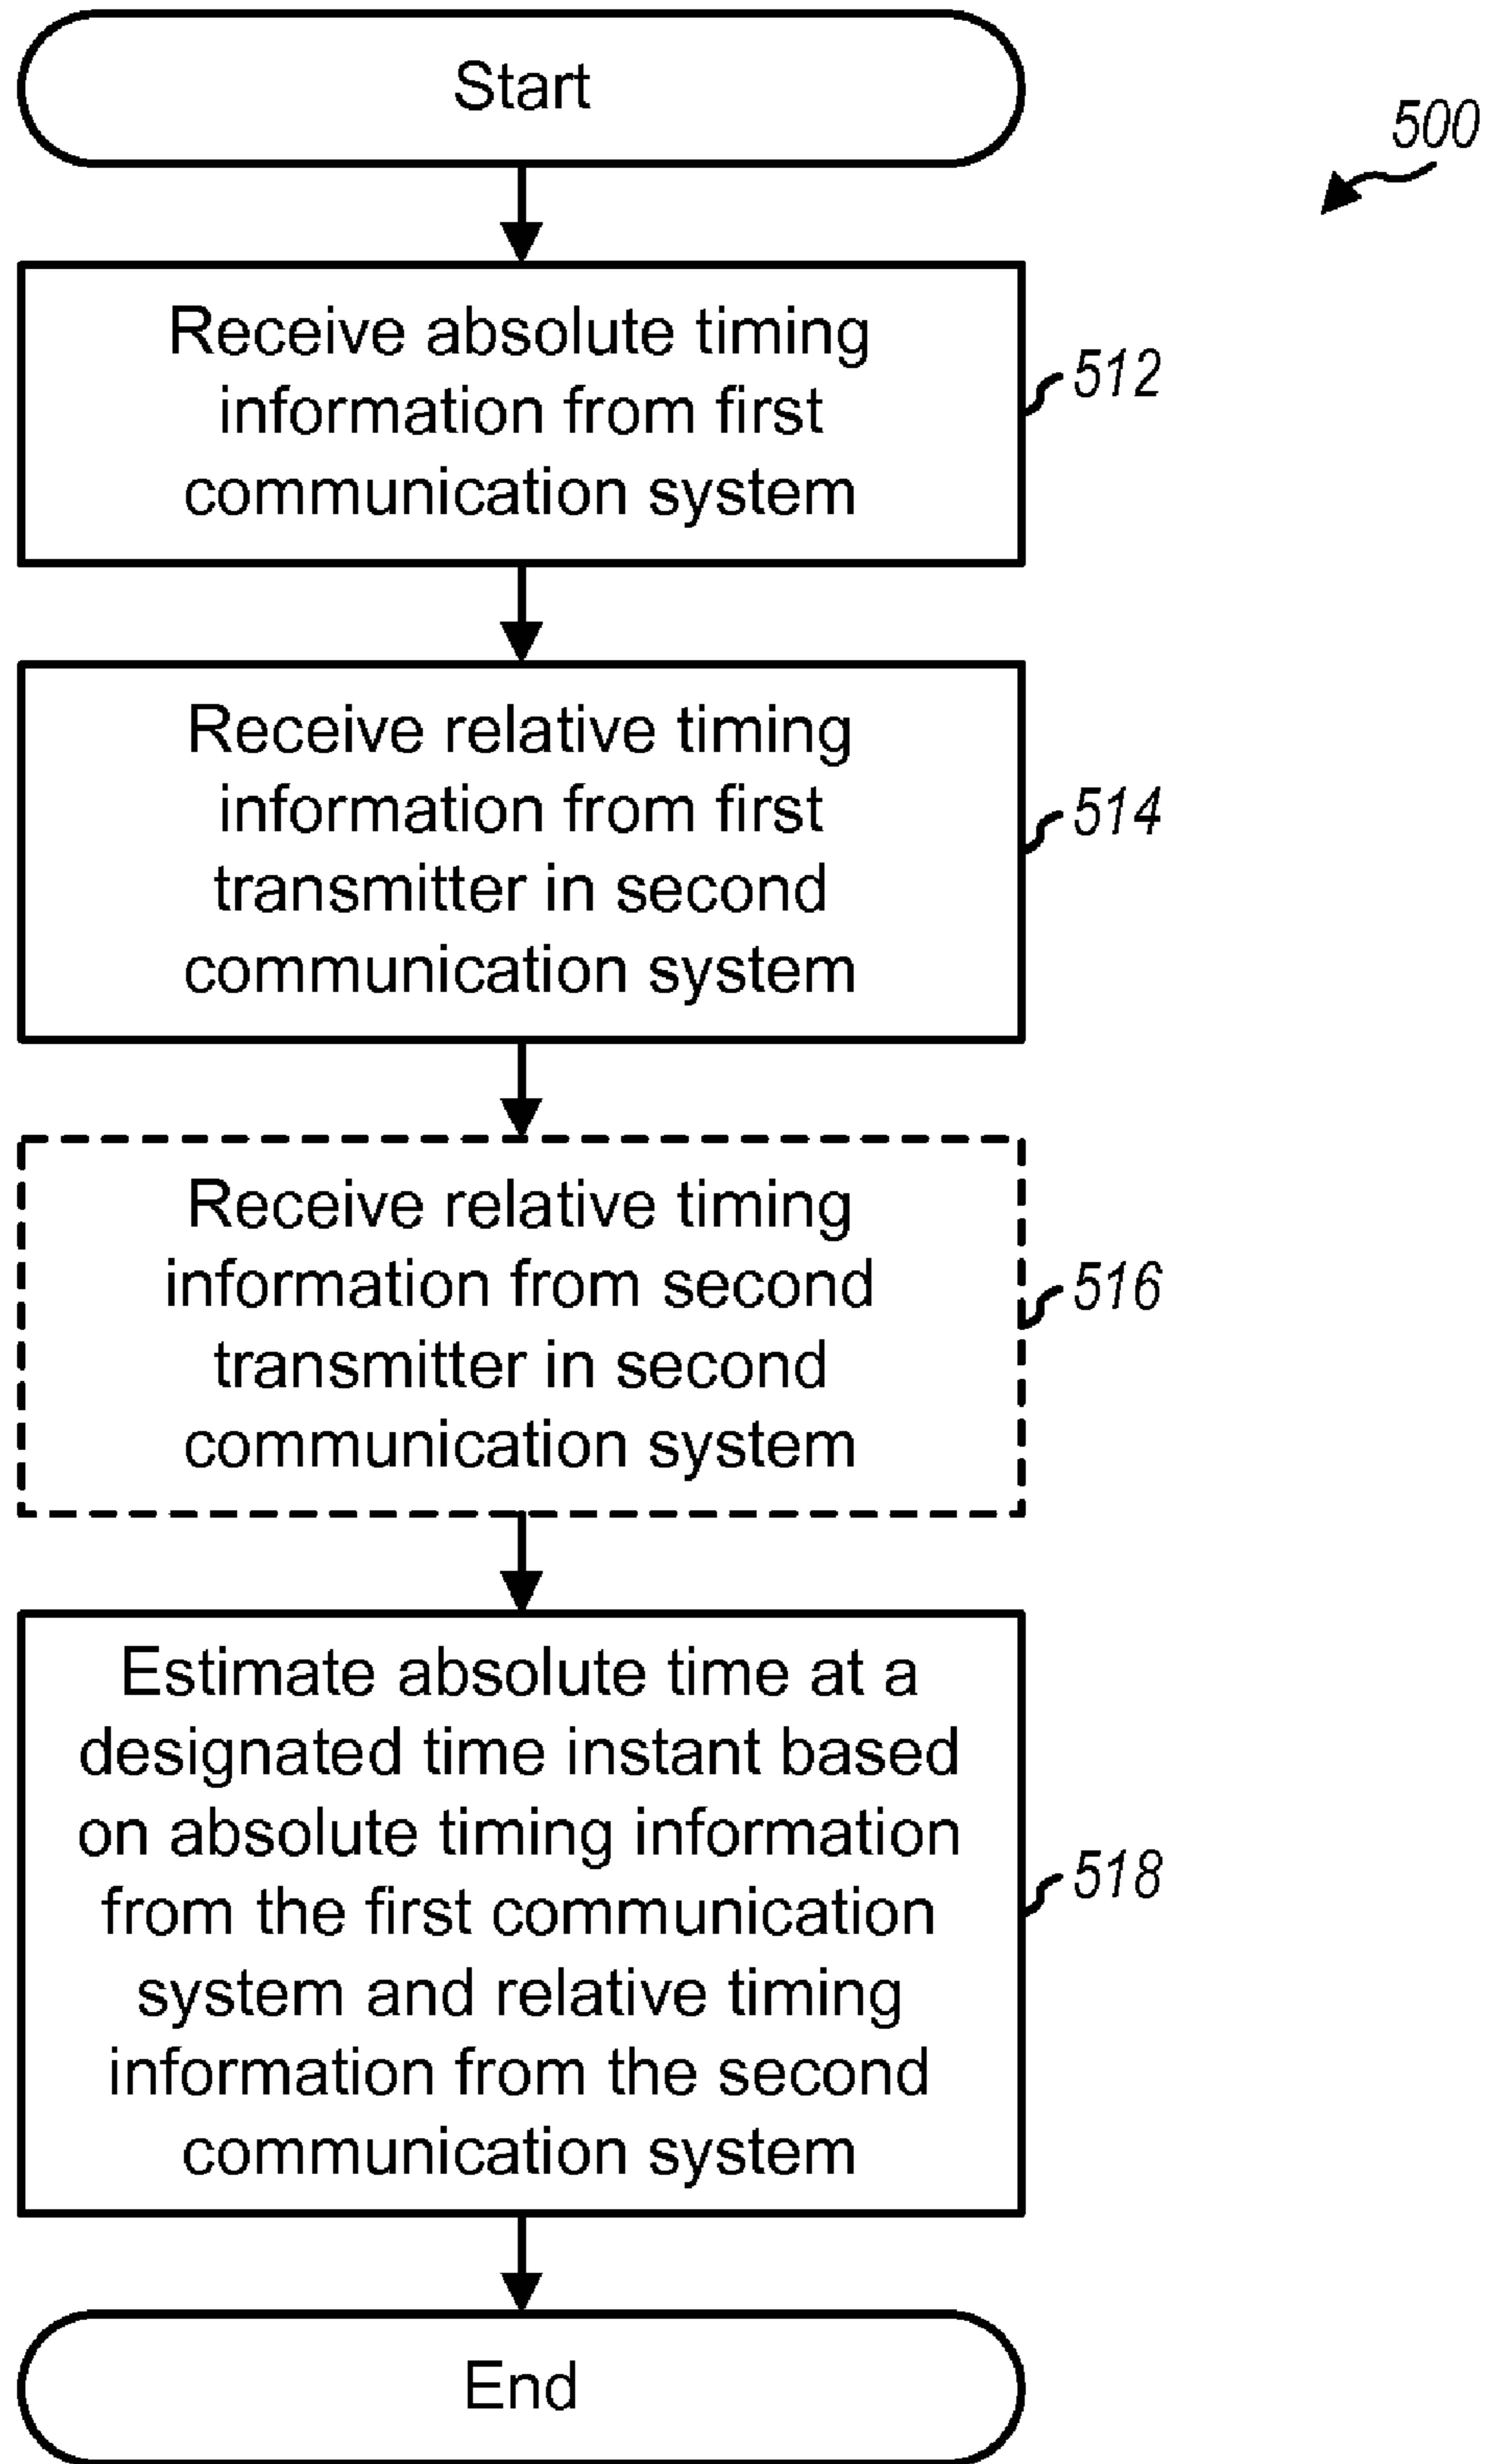 Start
500
Receive absolute timing
information from first
communication system
512
Receive relative timing
information from first
transmitter in second
communication system
514
Receive relative timing
information from second
transmitter in second
communication system
516
Estimate absolute time at a
designated time instant based
on absolute timing information
from the first communication
system and relative timing
information from the second
communication system
518
End